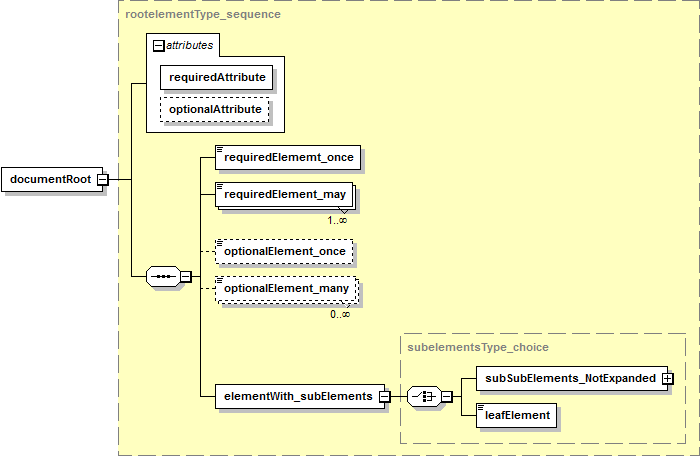 rootelementType_sequence
attributes
requiredAttribute
optionalAttribute
requiredElememt_once
documentRoot
requiredElement_may
1..∞
optionalElement_once
optionalElement_many
0..∞
subelementsType_choice
subSubElements_NotExpanded
elementWith_subElements
leafElement